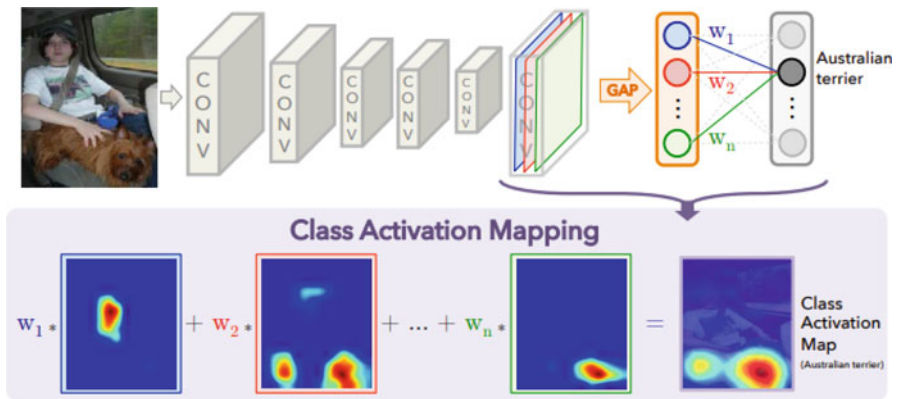 CONV
CONV
CONV
CONV
CONV
CONV
GAP
w1
w2
⋮
wn
⋮
Australian
terrier
Class Activation Mapping
w1 * + w2 * + ... + wn * =
Class
Activation
Map
(Australian terrier)